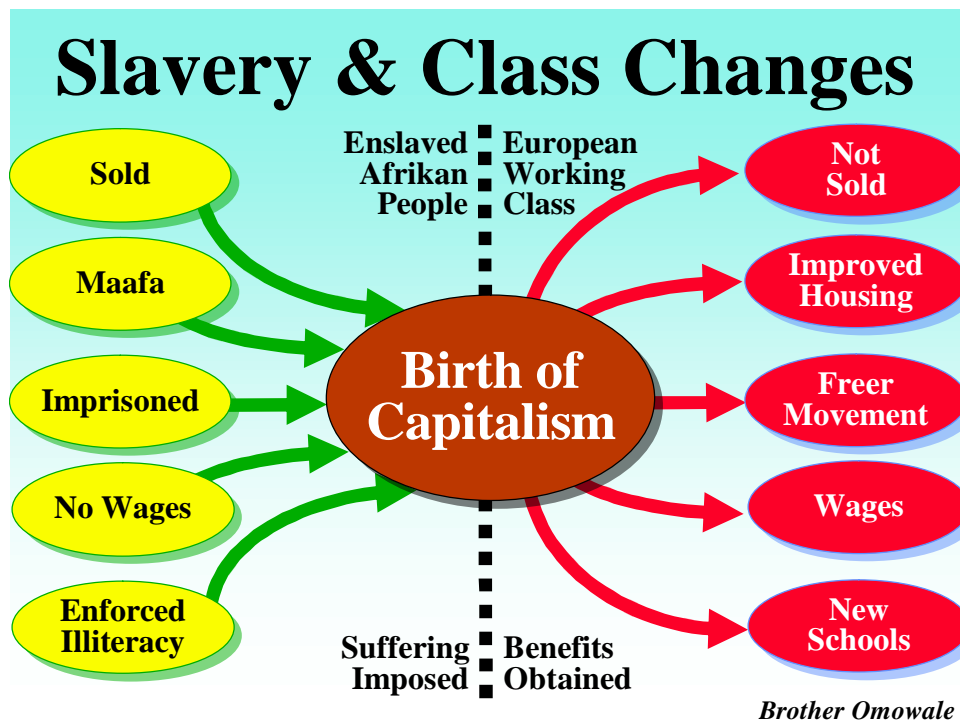 Slavery & Class Changes
Enslaved
Afrikan
People
European
Working
Class
Sold
Maafa
Imprisoned
No Wages
Enforced
Illiteracy
Birth of
Capitalism
Not
Sold
Improved
Housing
Freer
Movement
Wages
New
Schools
Suffering
Imposed
Benefits
Obtained
Brother Omowale